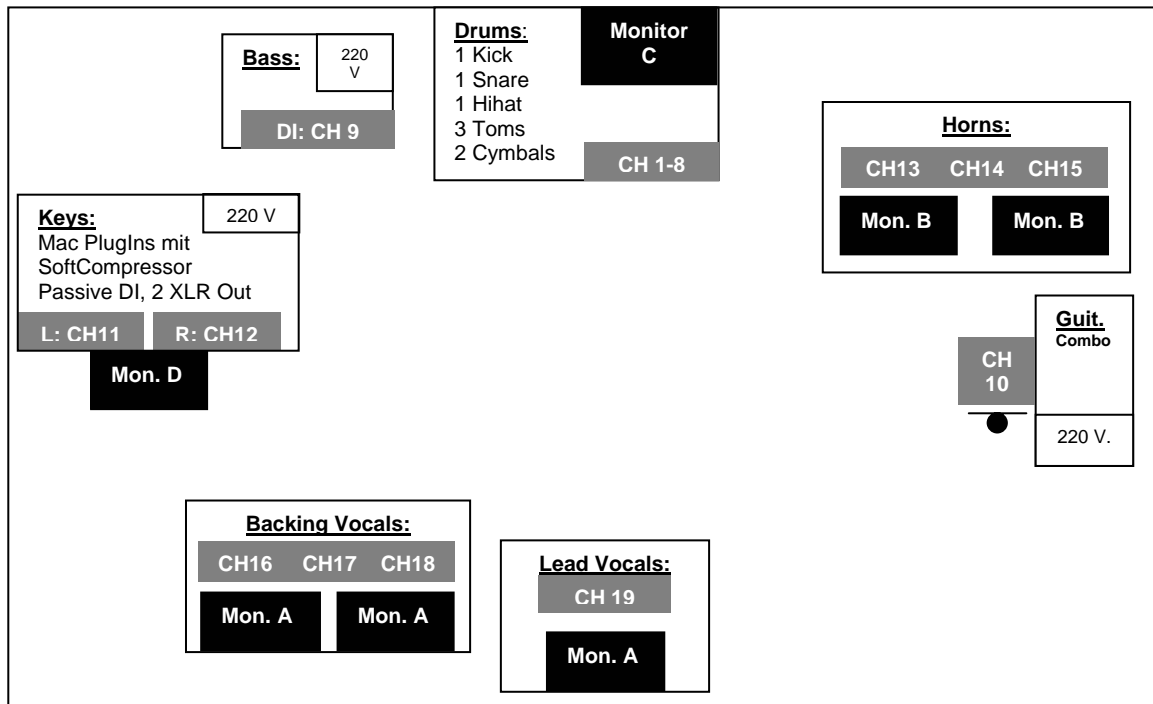 Bass:
220
V
DI: CH 9
Drums:
1 Kick
1 Snare
1 Hihat
3 Toms
2 Cymbals
Monitor
C
CH 1-8
Horns:
CH13 CH14 CH15
Mon. B
Mon. B
Keys:
220 V
Mac PlugIns mit
SoftCompressor
Passive DI, 2 XLR Out
L: CH11
R: CH12
Mon. D
Guit.
Combo
CH
10
220 V.
Backing Vocals:
CH16 CH17 CH18
Mon. A
Mon. A
Lead Vocals:
CH 19
Mon. A